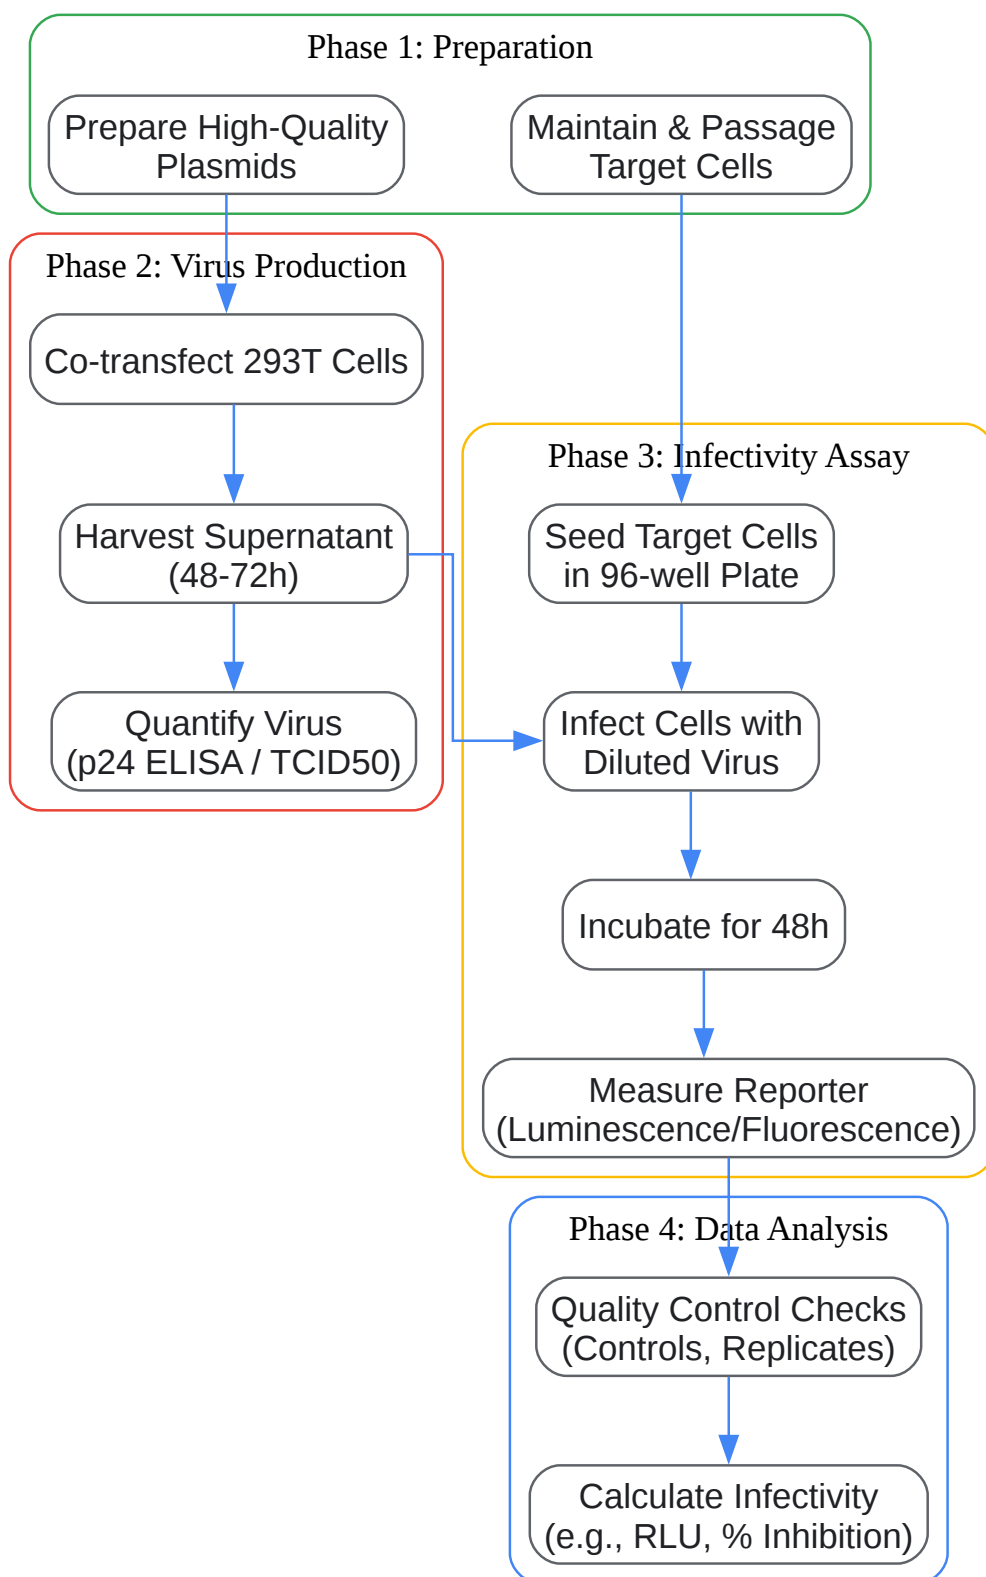 Phase 1: Preparation
Prepare High-Quality
Plasmids
Maintain & Passage
Target Cells
Phase 2: Virus Production
Co-transfect 293T Cells
Harvest Supernatant
(48-72h)
Quantify Virus
(p24 ELISA / TCID50)
Phase 3: Infectivity Assay
Seed Target Cells
in 96-well Plate
Infect Cells with
Diluted Virus
Incubate for 48h
Measure Reporter
(Luminescence/Fluorescence)
Phase 4: Data Analysis
Quality Control Checks
(Controls, Replicates)
Calculate Infectivity
(e.g., RLU, % Inhibition)